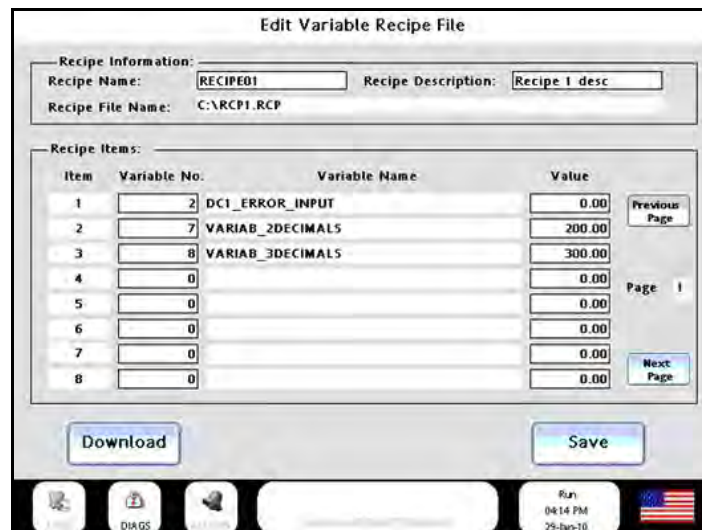 Edit Variable Recipe File
Recipe Information:
Recipe Name: RECIPE01 Recipe Description: Recipe 1 desc
Recipe File Name: C:\RCP1.RCP
Recipe Items:
Item Variable No. Variable Name Value
1 2 DC1_ERROR_INPUT 0.00
2 7 VARIAB_2DECIMALS 200.00
3 8 VARIAB_3DECIMALS 300.00
4 0 0.00
5 0 0.00
6 0 0.00
7 0 0.00
8 0 0.00
Previous
Page
Page 1
Next
Page
Download Save
DIAGS
Run
04:14 PM